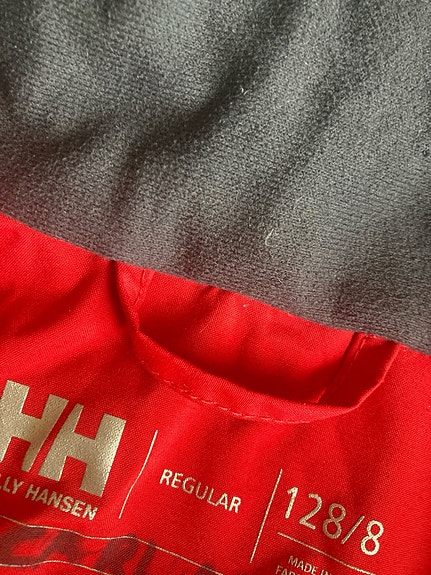 HH
LLY HANSEN
REGULAR
128/8
MADE IN